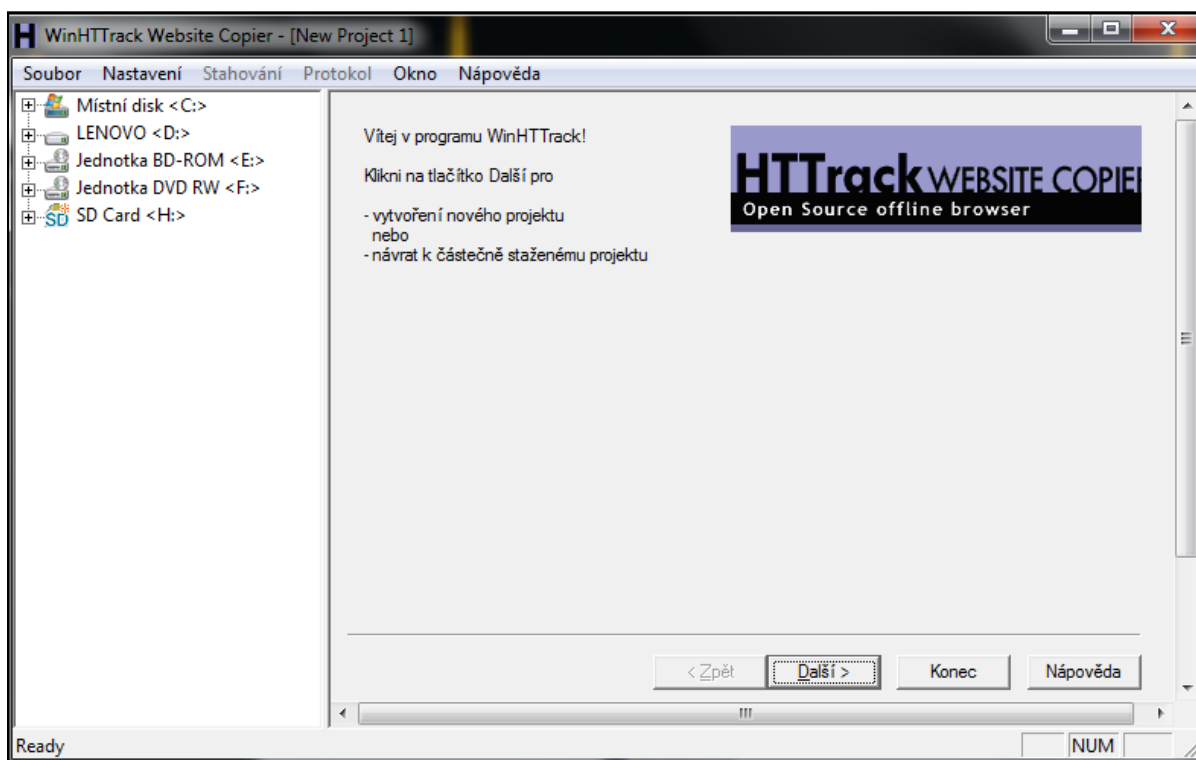 WinHTTrack Website Copier - [New Project 1]
Soubor Nastavení Stahování Protokol Okno Nápověda
Místní disk <C:>
LENOVO <D:>
Jednotka BD-ROM <E:>
Jednotka DVD RW <F:>
SD Card <H:>
Vítej v programu WinHTTrack!
Klikni na tlačítko Další pro
- vytvoření nového projektu
nebo
- návrat k částečně staženému projektu
HTTrack WEBSITE COPIE
Open Source offline browser
< Zpět Další > Konec Nápověda
Ready NUM